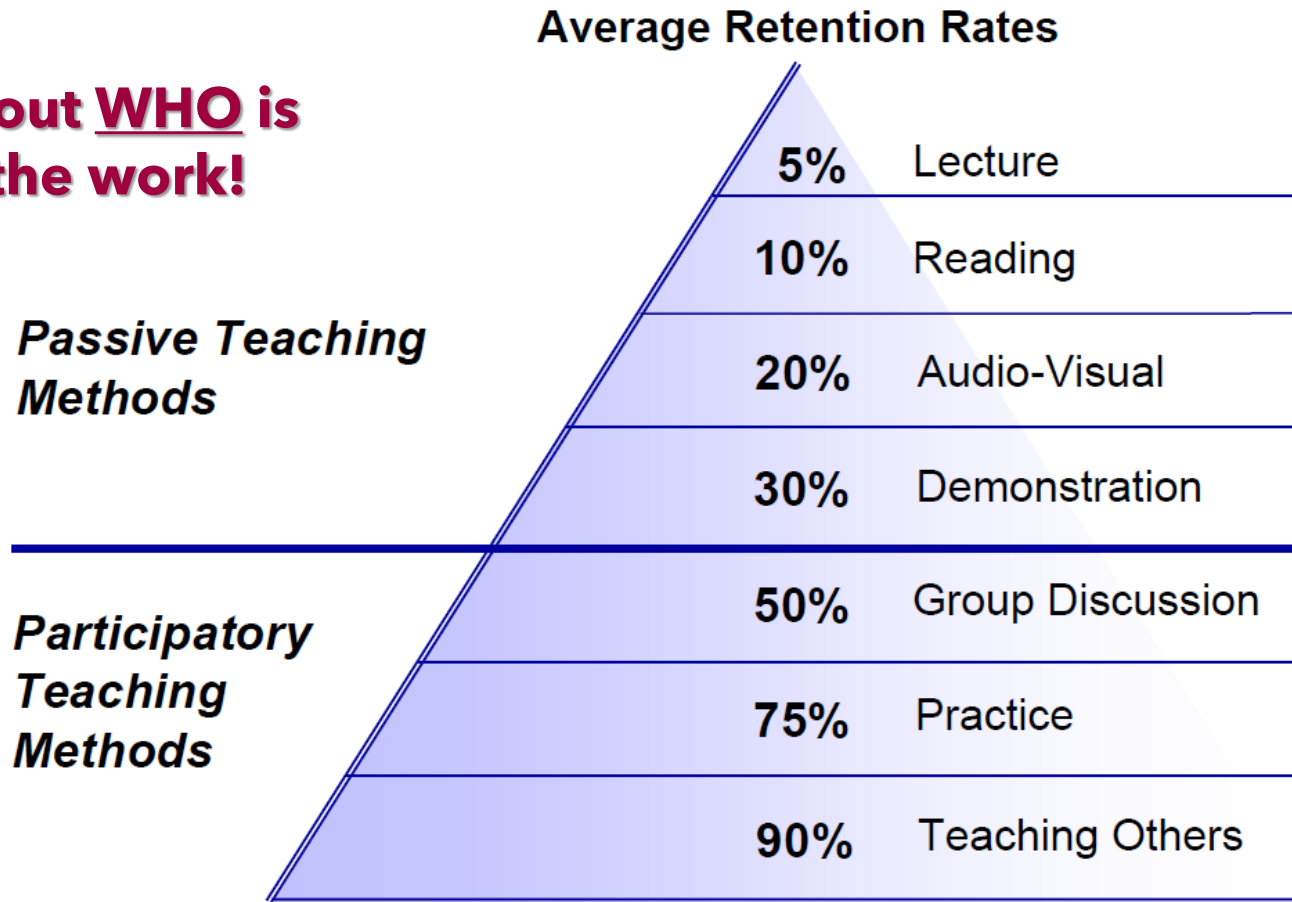 Average Retention Rates
out WHO is
the work!
5% Lecture
10% Reading
Passive Teaching
Methods
20% Audio-Visual
30% Demonstration
50% Group Discussion
Participatory
Teaching
Methods
75% Practice
90% Teaching Others